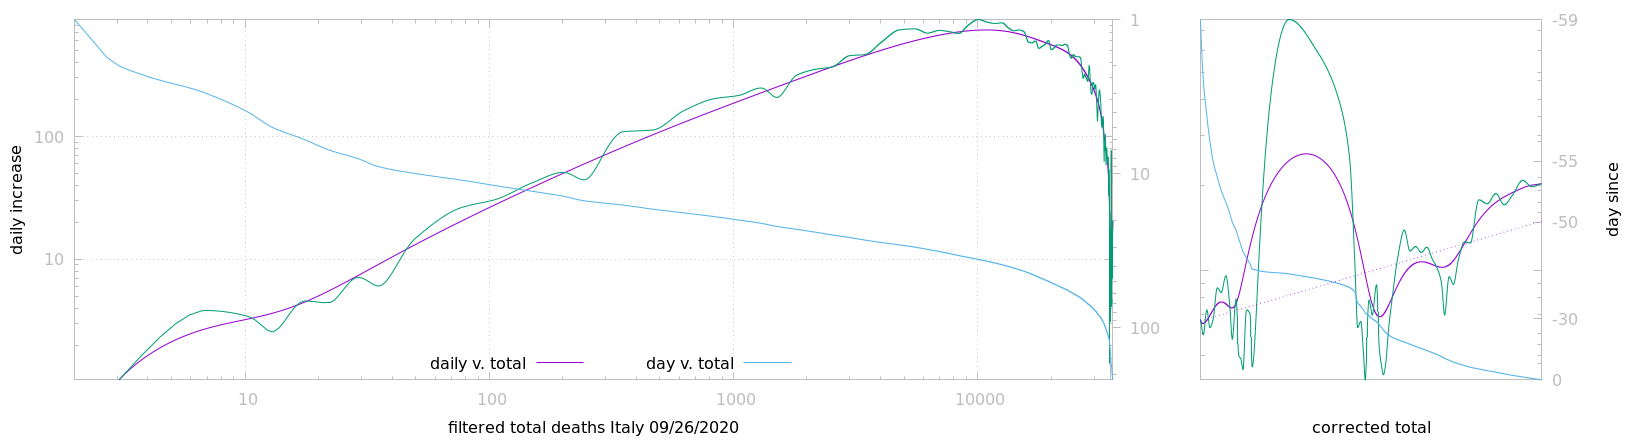 daily increase
100
10
10
100
1000
10000
filtered total deaths Italy 09/26/2020
daily v. total
day v. total
1
10
100
-59
-55
-50
-30
0
day since
corrected total